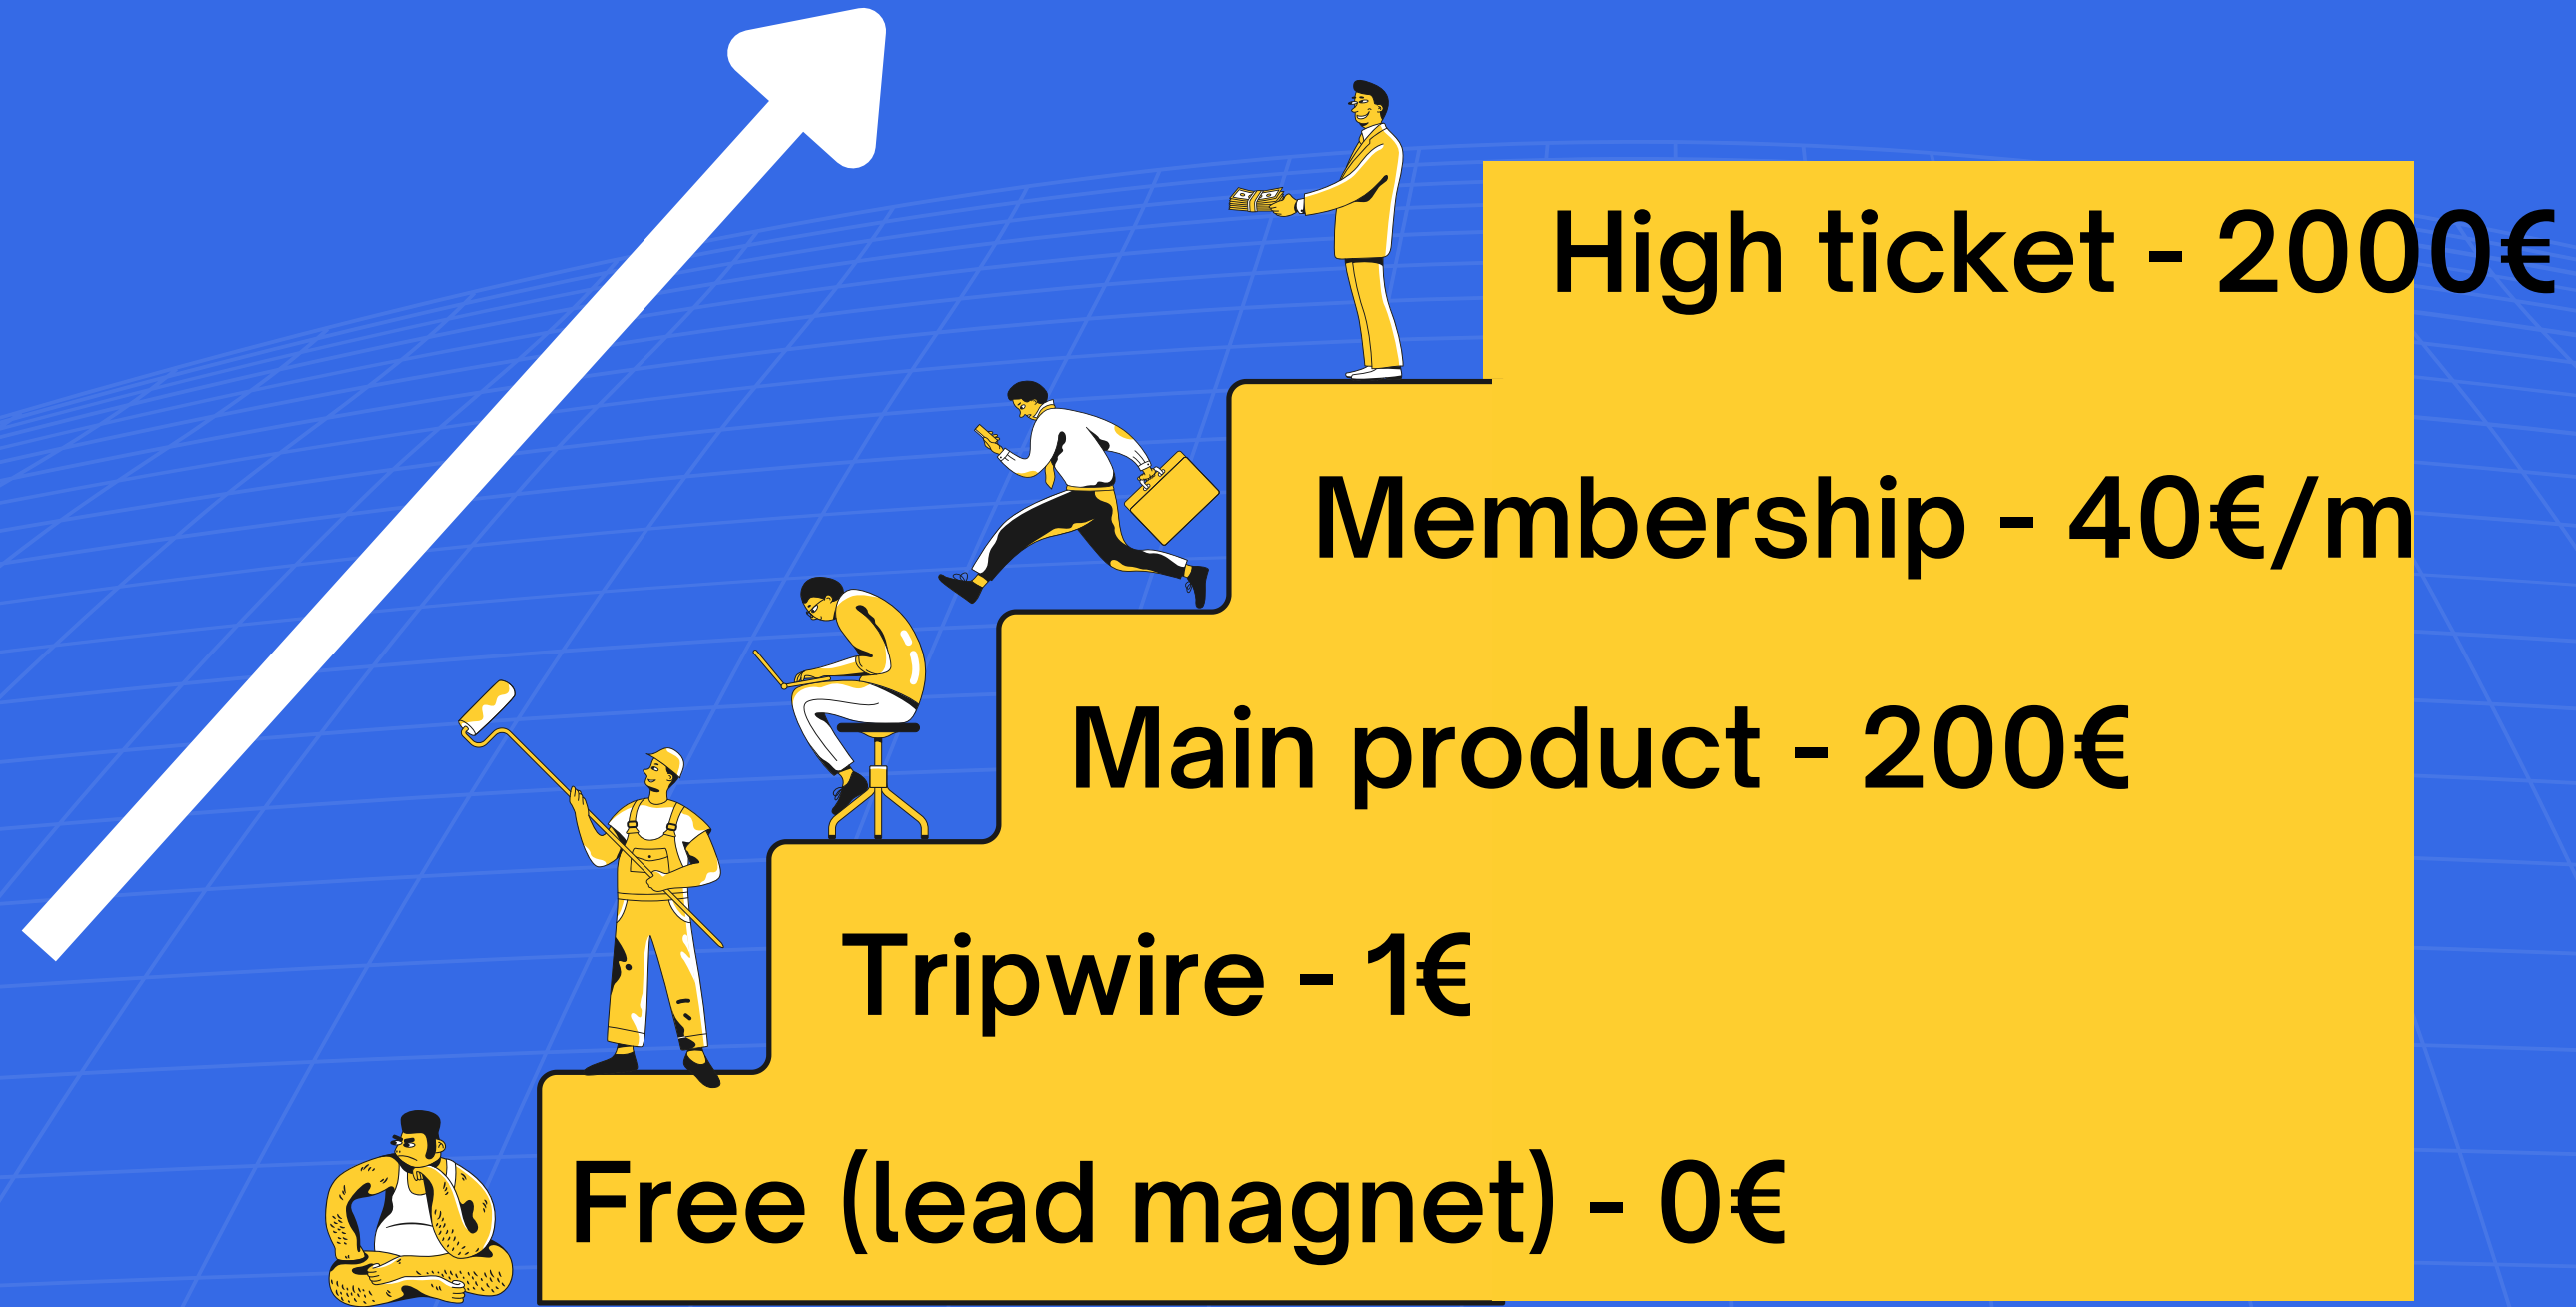 High ticket - 2000€
Membership - 40€/m
Main product - 200€
Tripwire - 1€
Free (lead magnet) - 0€